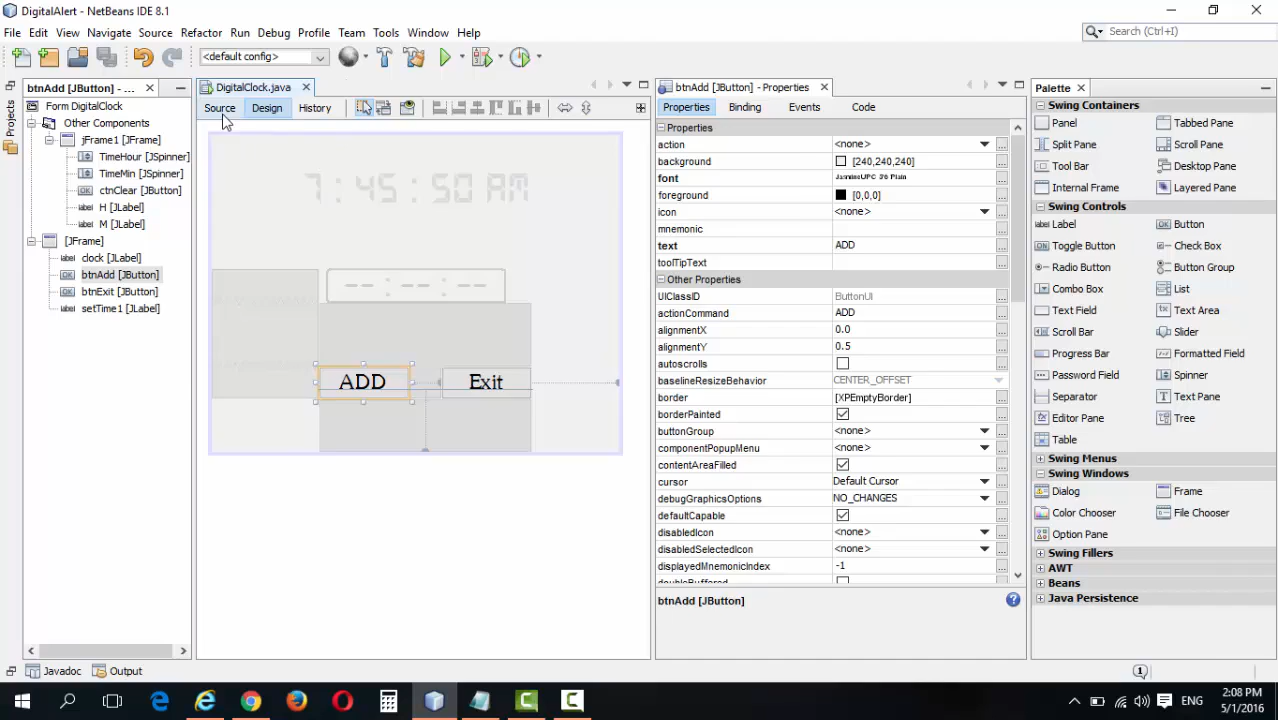 DigitalAlert - NetBeans IDE 8.1
File Edit View Navigate Source Refactor Run Debug Profile Team Tools Window Help
Search (Ctrl+I)
<default config>
btnAdd [JButton] - ...
DigitalClock.java
btnAdd [JButton] - Properties
Palette
Projects
Form DigitalClock
Other Components
jFrame1 [JFrame]
TimeHour [JSpinner]
TimeMin [JSpinner]
ctnClear [JButton]
H [JLabel]
M [JLabel]
[JFrame]
clock [JLabel]
btnAdd [JButton]
btnExit [JButton]
setTime1 [JLabel]
Source Design History
7:45:50 AM
-- : -- : --
ADD Exit
Properties Binding Events Code
Properties
action <none> ...
background [240,240,240] ...
font JasmineUPC 36 Plain ...
foreground [0,0,0] ...
icon <none> ...
mnemonic ...
text ADD ...
toolTipText ...
Other Properties
UIClassID ButtonUI ...
actionCommand ADD ...
alignmentX 0.0 ...
alignmentY 0.5 ...
autoscrolls ...
baselineResizeBehavior CENTER_OFFSET ...
border [XPEmptyBorder] ...
borderPainted ...
buttonGroup <none> ...
componentPopupMenu <none> ...
contentAreaFilled ...
cursor Default Cursor ...
debugGraphicsOptions NO_CHANGES ...
defaultCapable ...
disabledIcon <none> ...
disabledSelectedIcon <none> ...
displayedMnemonicIndex -1 ...
doubleBuffered
btnAdd [JButton]
Swing Containers
Panel Tabbed Pane
Split Pane Scroll Pane
Tool Bar Desktop Pane
Internal Frame Layered Pane
Swing Controls
Label Button
Toggle Button Check Box
Radio Button Button Group
Combo Box List
Text Field Text Area
Scroll Bar Slider
Progress Bar Formatted Field
Password Field Spinner
Separator Text Pane
Editor Pane Tree
Table
Swing Menus
Swing Windows
Dialog Frame
Color Chooser File Chooser
Option Pane
Swing Fillers
AWT
Beans
Java Persistence
Javadoc Output
1
ENG
2:08 PM
5/1/2016